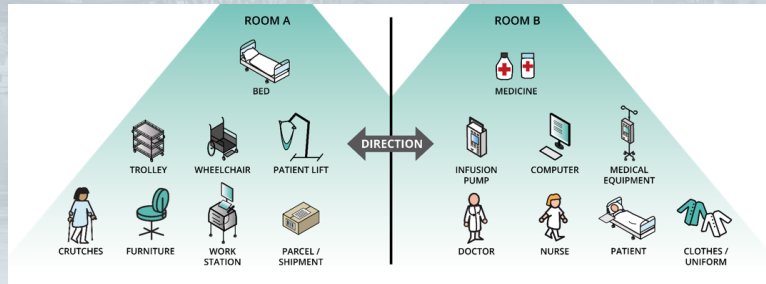 ROOM A
ROOM B
BED
MEDICINE
DIRECTION
TROLLEY
WHEELCHAIR
PATIENT LIFT
INFUSION
PUMP
COMPUTER
MEDICAL
EQUIPMENT
CRUTCHES
FURNITURE
WORK
STATION
PARCEL /
SHIPMENT
DOCTOR
NURSE
PATIENT
CLOTHES /
UNIFORM